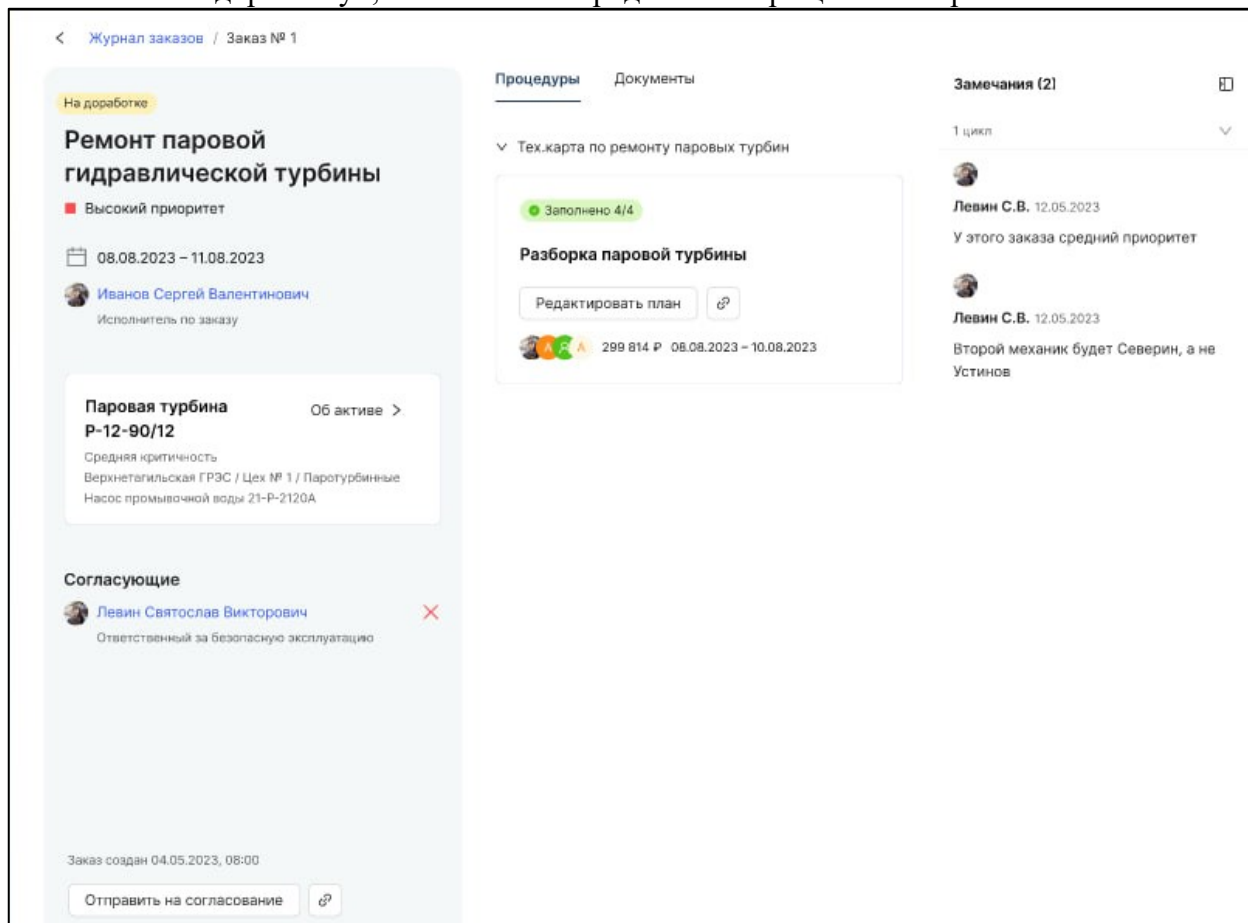 Журнал заказов / Заказ № 1
На доработке
Ремонт паровой
гидравлической турбины
Высокий приоритет
08.08.2023 – 11.08.2023
Иванов Сергей Валентинович
Исполнитель по заказу
Паровая турбина
Р-12-90/12
Об активе >
Средняя критичность
Верхнетагильская ГРЭС / Цех № 1 / Паротурбинные
Насос промывочной воды 21-Р-2120А
Согласующие
Левин Святослав Викторович
Ответственный за безопасную эксплуатацию
Заказ создан 04.05.2023, 08:00
Отправить на согласование
Процедуры Документы
Тех.карта по ремонту паровых турбин
Заполнено 4/4
Разборка паровой турбины
Редактировать план
299 814 ₽ 08.08.2023 – 10.08.2023
Замечания (2)
1 цикл
Левин С.В. 12.05.2023
У этого заказа средний приоритет
Левин С.В. 12.05.2023
Второй механик будет Северин, а не
Устинов